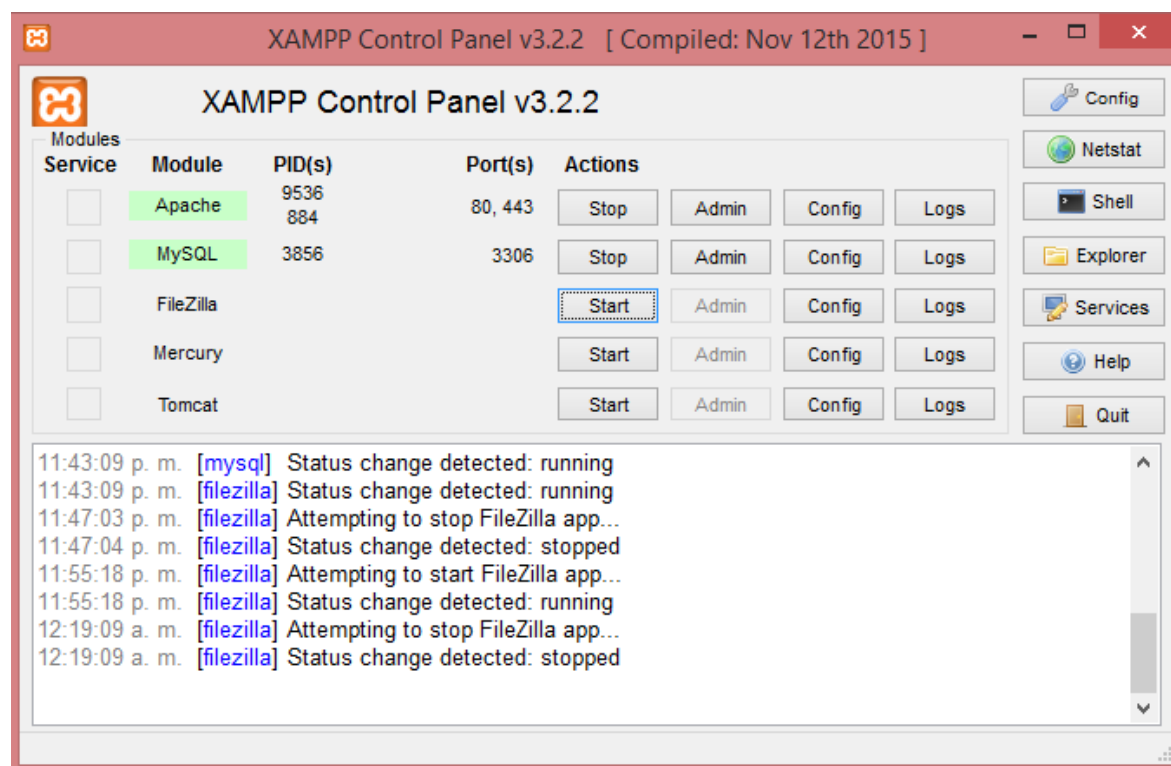 XAMPP Control Panel v3.2.2 [ Compiled: Nov 12th 2015 ]
XAMPP Control Panel v3.2.2
Config
Modules
Netstat
Service Module PID(s) Port(s) Actions
Apache 9536 884 80, 443 Stop Admin Config Logs
Shell
MySQL 3856 3306 Stop Admin Config Logs
Explorer
FileZilla Start Admin Config Logs
Services
Mercury Start Admin Config Logs
Help
Tomcat Start Admin Config Logs
Quit
11:43:09 p. m. [mysql] Status change detected: running
11:43:09 p. m. [filezilla] Status change detected: running
11:47:03 p. m. [filezilla] Attempting to stop FileZilla app...
11:47:04 p. m. [filezilla] Status change detected: stopped
11:55:18 p. m. [filezilla] Attempting to start FileZilla app...
11:55:18 p. m. [filezilla] Status change detected: running
12:19:09 a. m. [filezilla] Attempting to stop FileZilla app...
12:19:09 a. m. [filezilla] Status change detected: stopped